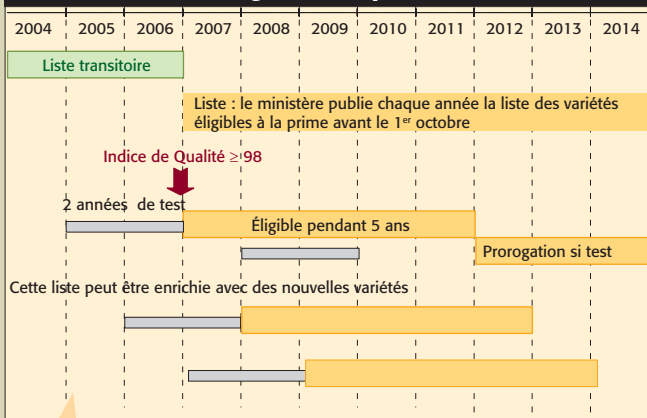 2004 2005 2006 2007 2008 2009 2010 2011 2012 2013 2014
Liste transitoire
Liste : le ministère publie chaque année la liste des variétés
éligibles à la prime avant le 1er octobre
Indice de Qualité ≥ 98
2 années de test
Éligible pendant 5 ans
Prorogation si test
Cette liste peut être enrichie avec des nouvelles variétés